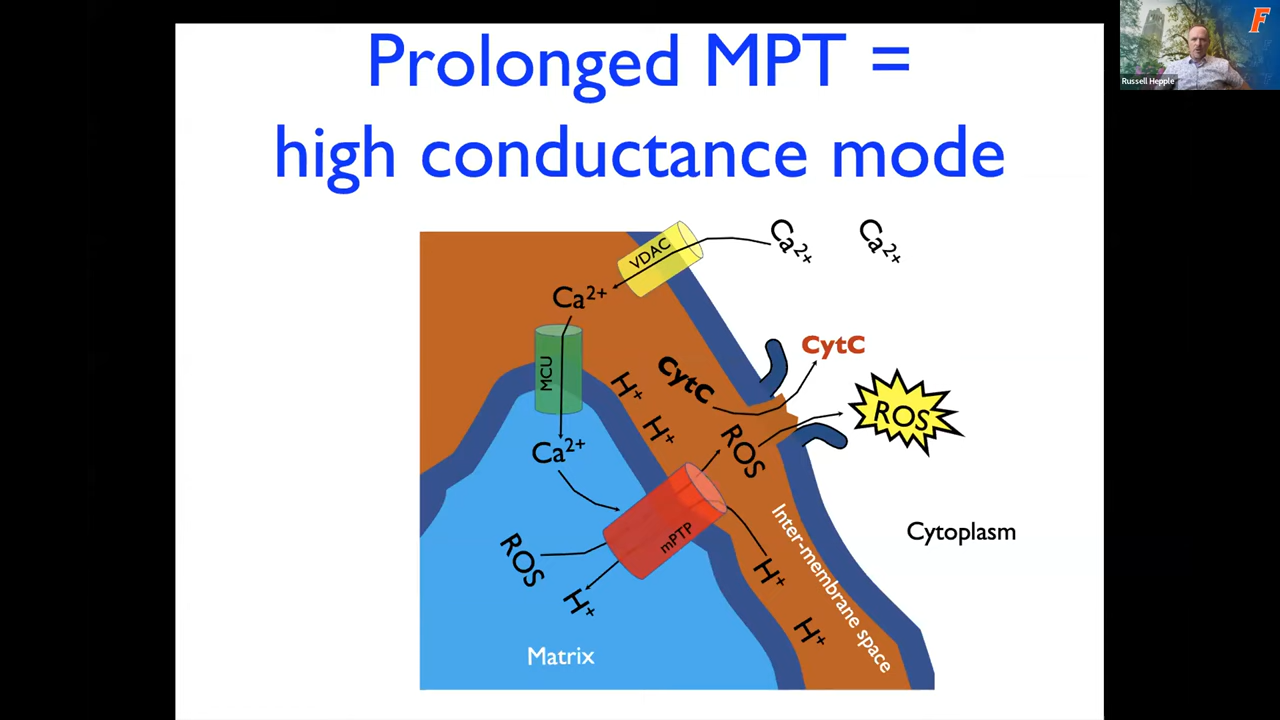 Prolonged MPT =
high conductance mode
F
Russell Hepple
Ca2+
Ca2+
VDAC
Ca2+
MCU
CytC
CytC
H+
H+
ROS
ROS
Ca2+
mPTP
Inter-membrane space
Cytoplasm
ROS
H+
H+
H+
Matrix